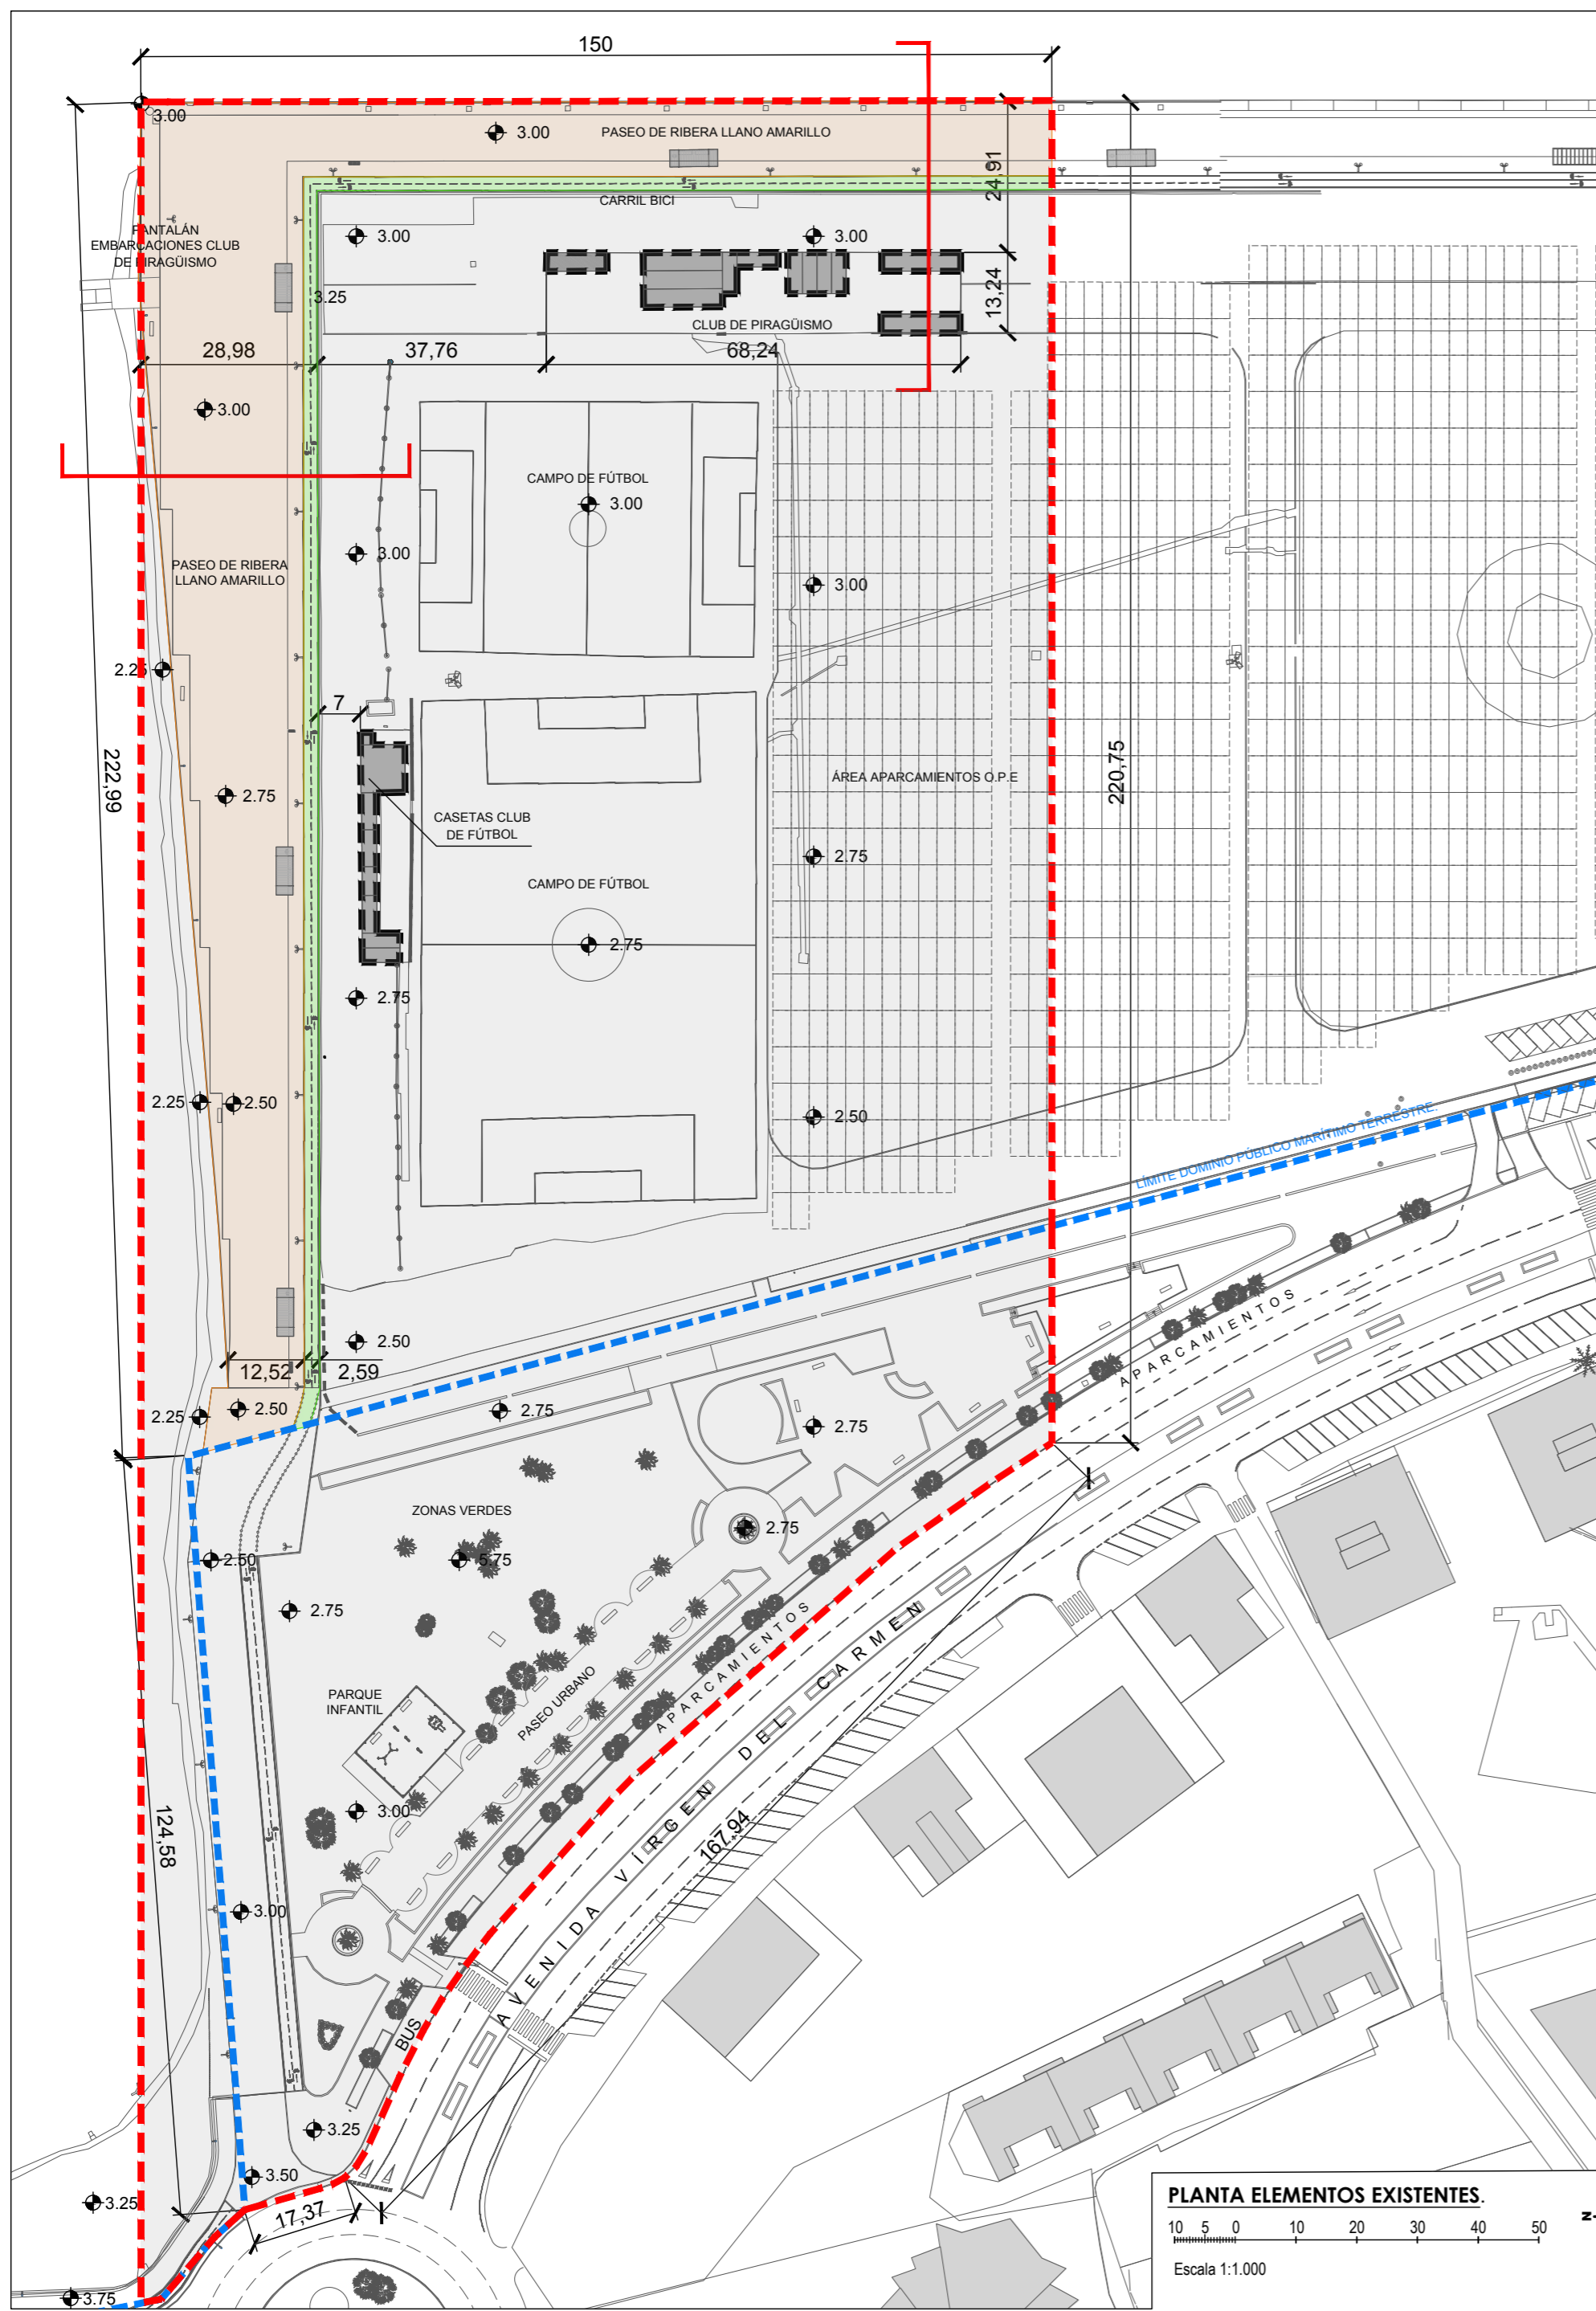 150
3.00
3.00
PASEO DE RIBERA LLANO AMARILLO
24,91
CARRIL BICI
PANTALÁN
EMBARCACIONES CLUB
DE PIRAGÜISMO
3.00
3.00
3.25
13,24
CLUB DE PIRAGÜISMO
28,98
37,76
68,24
3.00
CAMPO DE FÚTBOL
3.00
3.00
PASEO DE RIBERA
LLANO AMARILLO
3.00
2.25
7
222,99
2.75
220,75
ÁREA APARCAMIENTOS O.P.E
CASETAS CLUB
DE FÚTBOL
2.75
CAMPO DE FÚTBOL
2.75
2.75
2.25
2.50
2.50
LÍMITE DOMINIO PÚBLICO MARÍTIMO TERRESTRE.
2.50
12,52
2,59
2.25
2.50
2.75
2.75
APARCAMIENTOS
ZONAS VERDES
2.75
2.50
5.75
2.75
APARCAMIENTOS
PARQUE
INFANTIL
PASEO URBANO
AVENIDA VÍRGEN DEL CARMEN
3.00
124,58
167,94
3.00
BUS
3.25
3.50
3.25
17,37
3.75
PLANTA ELEMENTOS EXISTENTES.
10 5 0 10 20 30 40 50
Escala 1:1.000
N